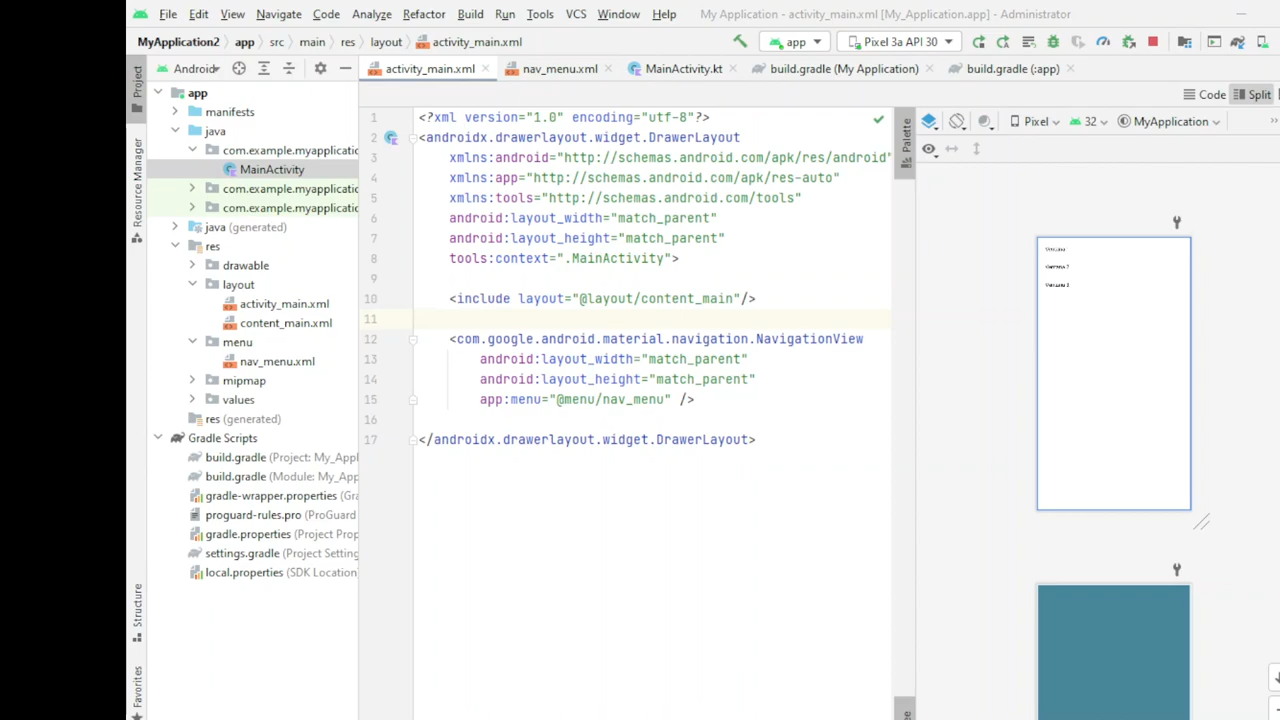 File Edit View Navigate Code Analyze Refactor Build Run Tools VCS Window Help My Application - activity_main.xml [My_Application.app] - Administrator
MyApplication2 app src main res layout activity_main.xml app Pixel 3a API 30
Project
Resource Manager
Structure
Favorites
Android
app
manifests
java
com.example.myapplicatio
MainActivity
com.example.myapplicatio
com.example.myapplicatio
java (generated)
res
drawable
layout
activity_main.xml
content_main.xml
menu
nav_menu.xml
mipmap
values
res (generated)
Gradle Scripts
build.gradle (Project: My_Appl
build.gradle (Module: My_App
gradle-wrapper.properties (Gra
proguard-rules.pro (ProGuard
gradle.properties (Project Prop
settings.gradle (Project Setting
local.properties (SDK Location
activity_main.xml nav_menu.xml MainActivity.kt build.gradle (My Application) build.gradle (:app)
Code Split
1 <?xml version="1.0" encoding="utf-8"?>
2 <androidx.drawerlayout.widget.DrawerLayout
3 xmlns:android="http://schemas.android.com/apk/res/android"
4 xmlns:app="http://schemas.android.com/apk/res-auto"
5 xmlns:tools="http://schemas.android.com/tools"
6 android:layout_width="match_parent"
7 android:layout_height="match_parent"
8 tools:context=".MainActivity">
9
10 <include layout="@layout/content_main"/>
11
12 <com.google.android.material.navigation.NavigationView
13 android:layout_width="match_parent"
14 android:layout_height="match_parent"
15 app:menu="@menu/nav_menu" />
16
17 </androidx.drawerlayout.widget.DrawerLayout>
Palette
Pixel 32 MyApplication
Ventana
Ventana 2